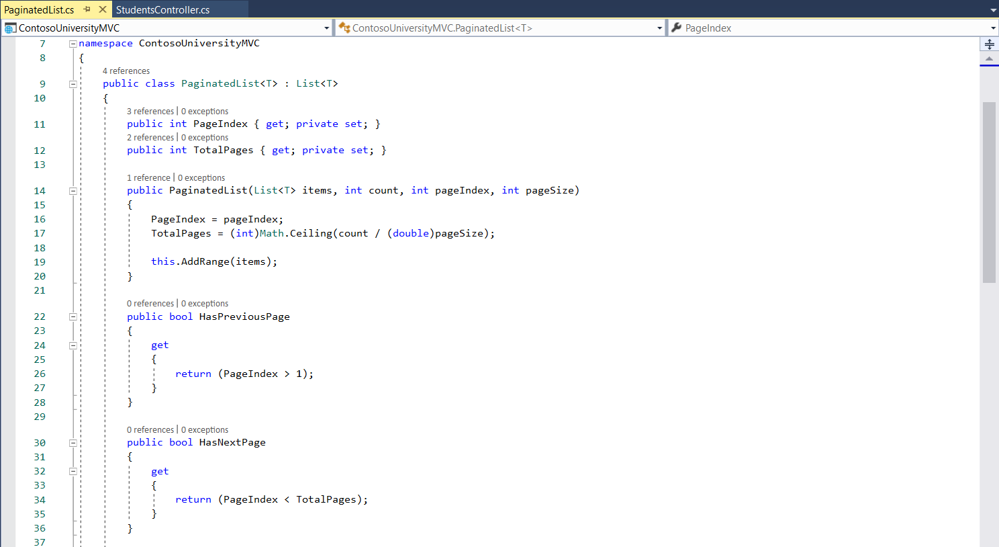 PaginatedList.cs StudentsController.cs
ContosoUniversityMVC ContosoUniversityMVC.PaginatedList<T> PageIndex
7 namespace ContosoUniversityMVC
8 {
4 references
9 public class PaginatedList<T> : List<T>
10 {
3 references | 0 exceptions
11 public int PageIndex { get; private set; }
2 references | 0 exceptions
12 public int TotalPages { get; private set; }
13
1 reference | 0 exceptions
14 public PaginatedList(List<T> items, int count, int pageIndex, int pageSize)
15 {
16 PageIndex = pageIndex;
17 TotalPages = (int)Math.Ceiling(count / (double)pageSize);
18
19 this.AddRange(items);
20 }
21
0 references | 0 exceptions
22 public bool HasPreviousPage
23 {
24 get
25 {
26 return (PageIndex > 1);
27 }
28 }
29
0 references | 0 exceptions
30 public bool HasNextPage
31 {
32 get
33 {
34 return (PageIndex < TotalPages);
35 }
36 }
37